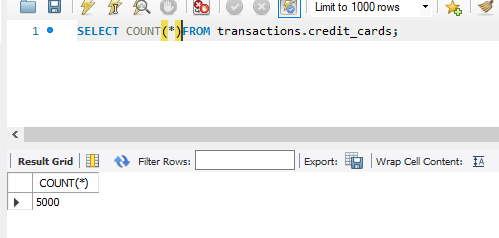 Limit to 1000 rows
1 SELECT COUNT(*)FROM transactions.credit_cards;
Result Grid Filter Rows: Export: Wrap Cell Content:
COUNT(*)
5000